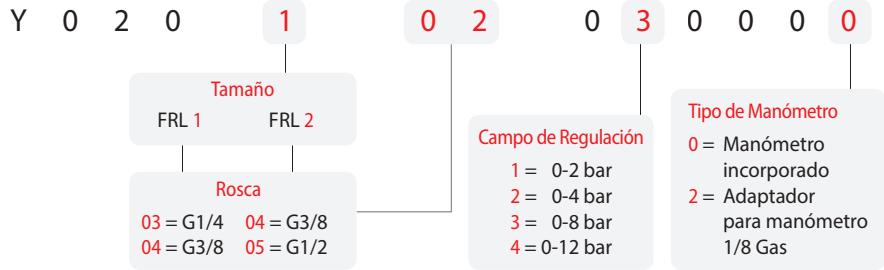 Y 0 2 0 1 0 2 0 3 0 0 0 0
Tamaño
FRL 1 FRL 2
Rosca
03 = G1/4 04 = G3/8
04 = G3/8 05 = G1/2
Campo de Regulación
1 = 0-2 bar
2 = 0-4 bar
3 = 0-8 bar
4 = 0-12 bar
Tipo de Manómetro
0 = Manómetro
incorporado
2 = Adaptador
para manómetro
1/8 Gas